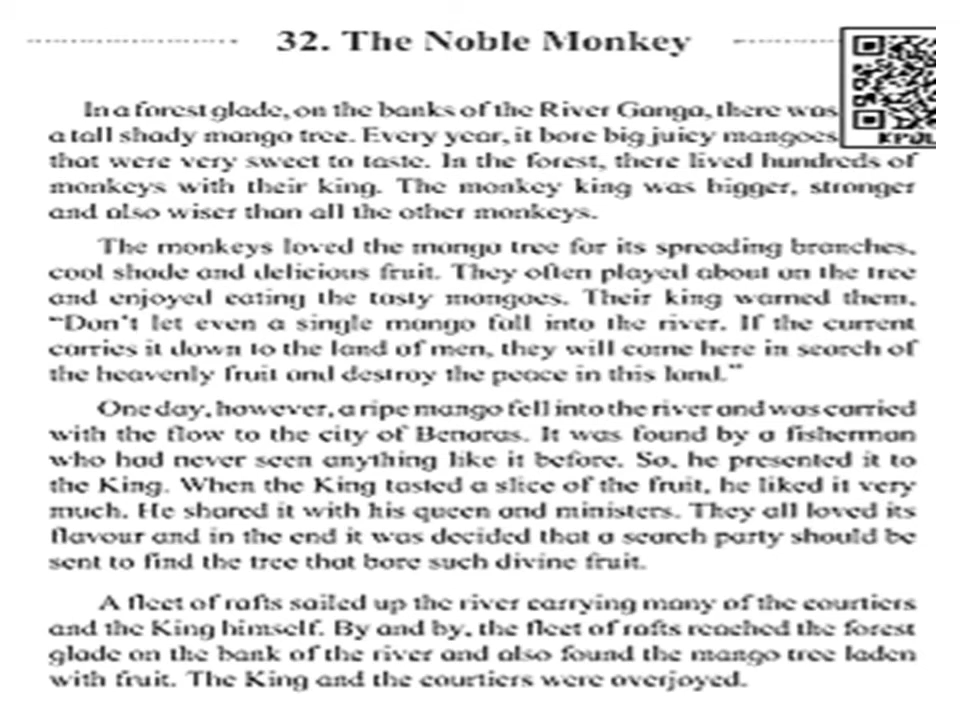 32. The Noble Monkey
In a forest glade, on the banks of the River Ganga, there was
a tall shady mango tree. Every year, it bore big juicy mangoes
that were very sweet to taste. In the forest, there lived hundreds of
monkeys with their king. The monkey king was bigger, stronger
and also wiser than all the other monkeys.
The monkeys loved the mango tree for its spreading branches,
cool shade and delicious fruit. They often played about on the tree
and enjoyed eating the tasty mangoes. Their king warned them,
"Don't let even a single mango fall into the river. If the current
carries it down to the land of men, they will come here in search of
the heavenly fruit and destroy the peace in this land."
One day, however, a ripe mango fell into the river and was carried
with the flow to the city of Benaras. It was found by a fisherman
who had never seen anything like it before. So, he presented it to
the King. When the King tasted a slice of the fruit, he liked it very
much. He shared it with his queen and ministers. They all loved its
flavour and in the end it was decided that a search party should be
sent to find the tree that bore such divine fruit.
A fleet of rafts sailed up the river carrying many of the courtiers
and the King himself. By and by, the fleet of rafts reached the forest
glade on the bank of the river and also found the mango tree laden
with fruit. The King and the courtiers were overjoyed.